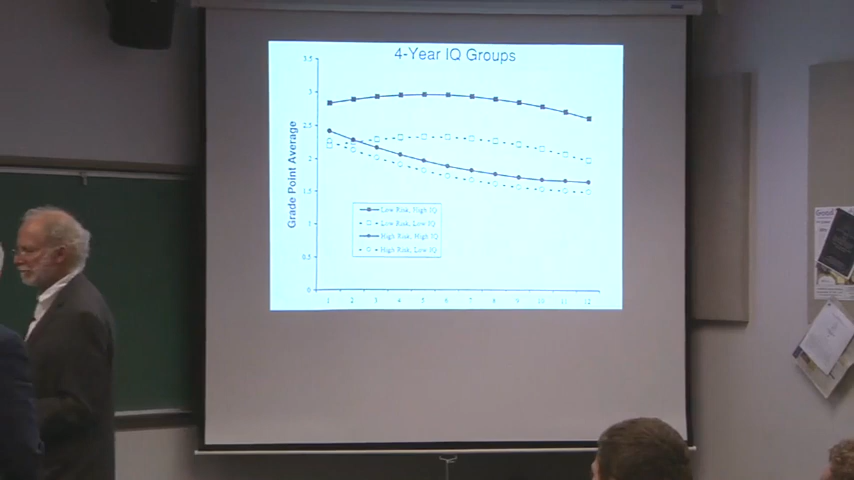 4-Year IQ Groups
3.5
3
2.5
2
1.5
1
0.5
0
Grade Point Average
Low Risk, High IQ
Low Risk, Low IQ
High Risk, High IQ
High Risk, Low IQ
1 2 3 4 5 6 7 8 9 10 11 12
Good